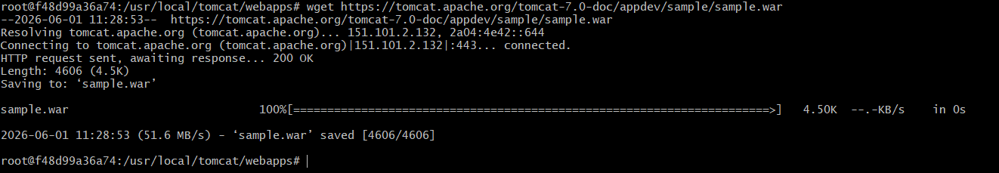 root@f48d99a36a74:/usr/local/tomcat/webapps# wget https://tomcat.apache.org/tomcat-7.0-doc/appdev/sample/sample.war
--2026-06-01 11:28:53--  https://tomcat.apache.org/tomcat-7.0-doc/appdev/sample/sample.war
Resolving tomcat.apache.org (tomcat.apache.org)... 151.101.2.132, 2a04:4e42::644
Connecting to tomcat.apache.org (tomcat.apache.org)|151.101.2.132|:443... connected.
HTTP request sent, awaiting response... 200 OK
Length: 4606 (4.5K)
Saving to: ‘sample.war’
sample.war                            100%[======================================================================>]   4.50K  --.-KB/s    in 0s
2026-06-01 11:28:53 (51.6 MB/s) - ‘sample.war’ saved [4606/4606]
root@f48d99a36a74:/usr/local/tomcat/webapps#